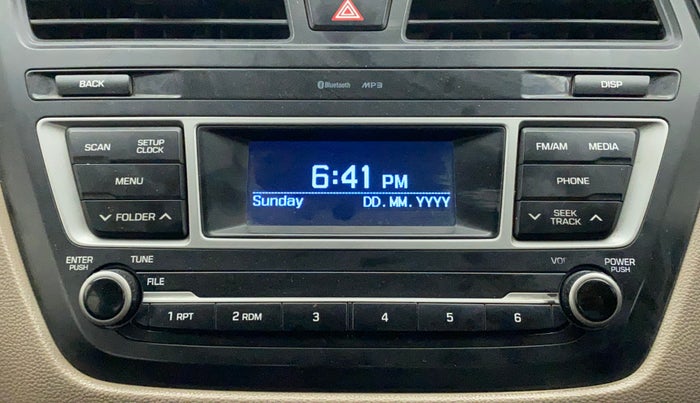 Bluetooth MP3
BACK
DISP
SCAN
SETUP
CLOCK
MENU
FOLDER
6:41 PM
Sunday DD.MM.YYYY
FM/AM MEDIA
PHONE
SEEK
TRACK
ENTER
PUSH
TUNE
FILE
VOL
POWER
PUSH
1 RPT
2 RDM
3
4
5
6